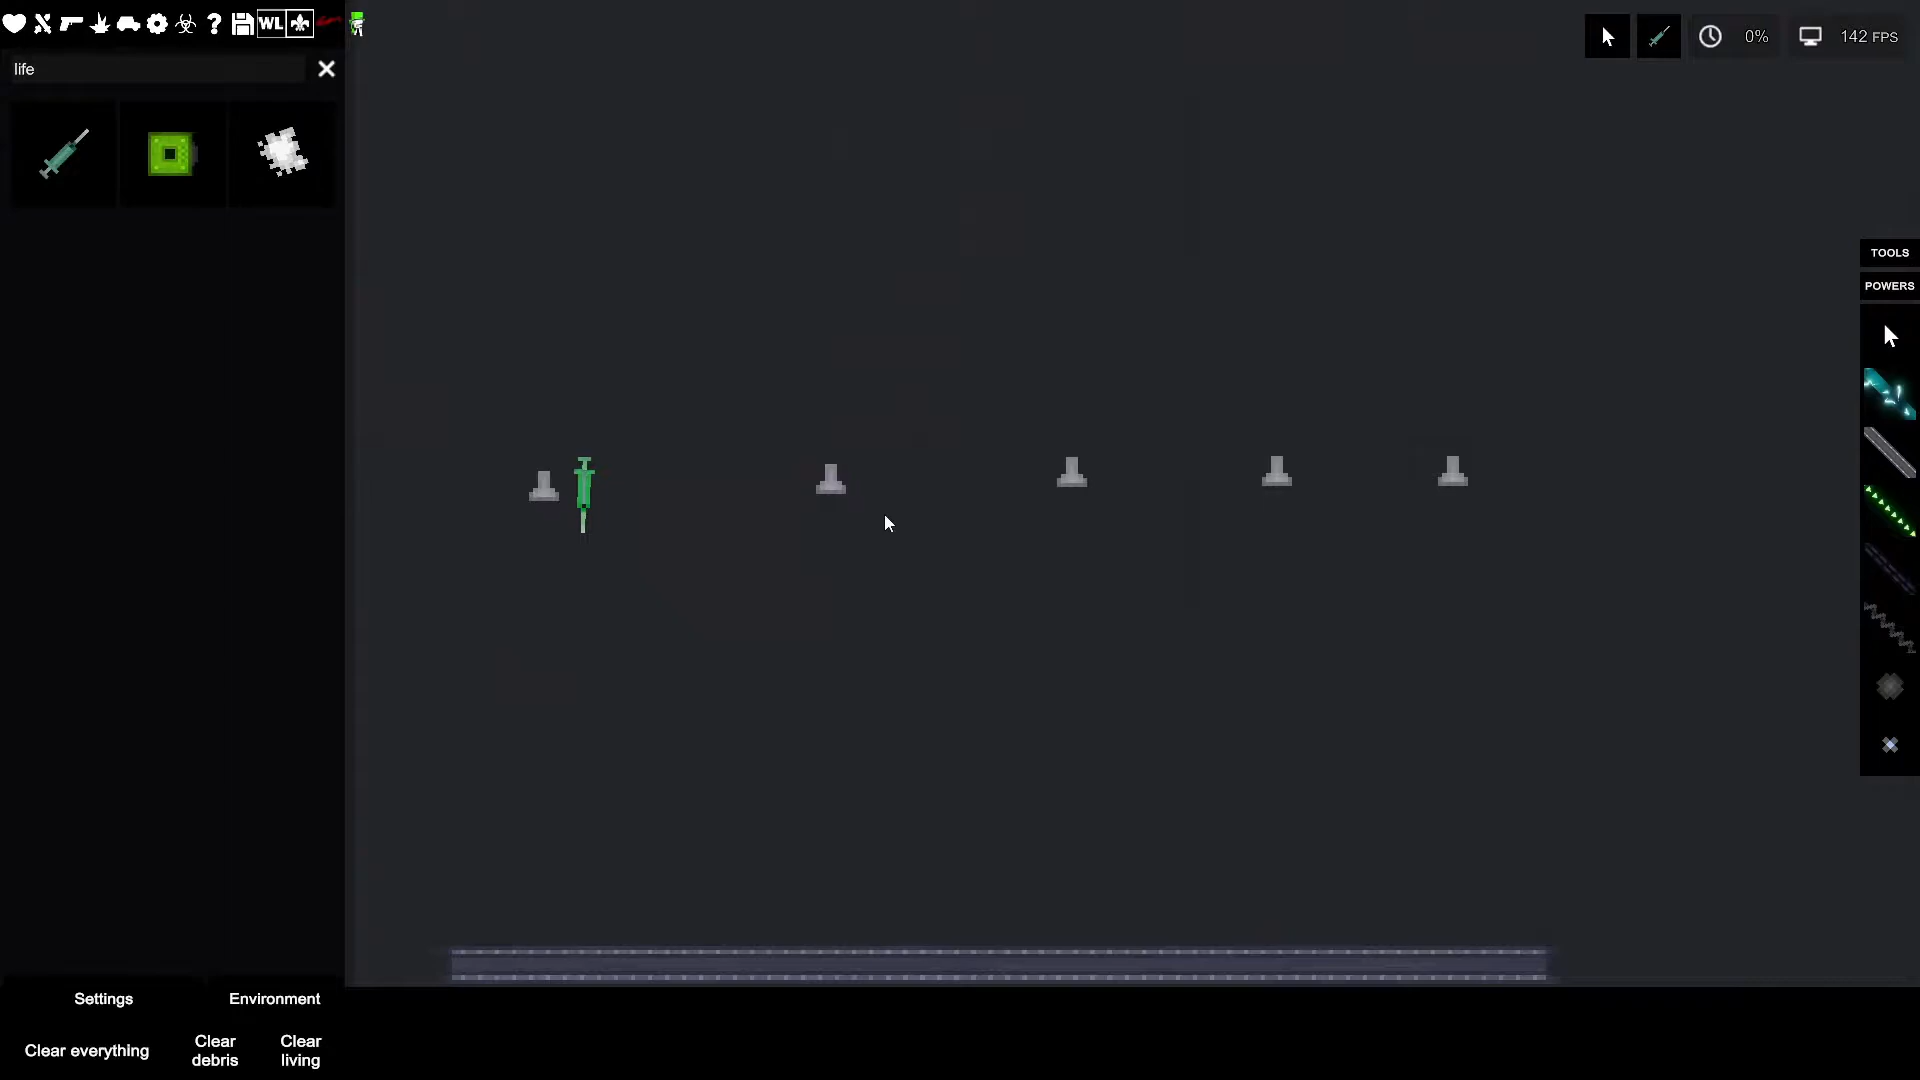 WL
0%
142 FPS
life
TOOLS
POWERS
Settings
Environment
Clear everything
Clear debris
Clear living